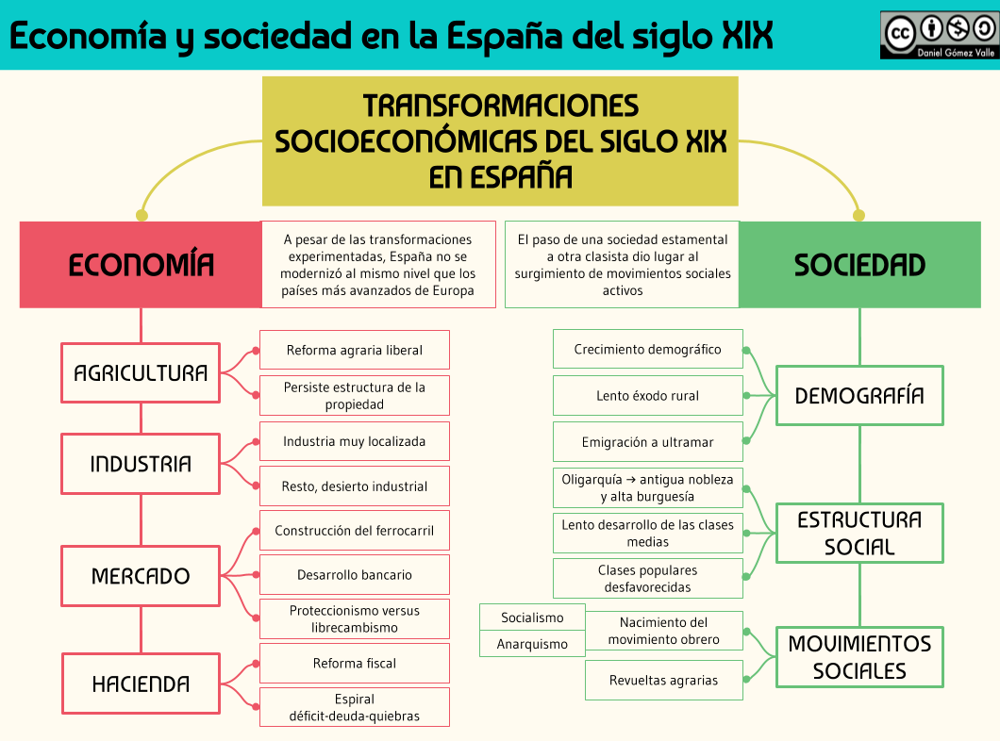 Economía y sociedad en la España del siglo XIX
cc
Daniel Gómez Valle
TRANSFORMACIONES
SOCIOECONÓMICAS DEL SIGLO XIX
EN ESPAÑA
ECONOMÍA
A pesar de las transformaciones
experimentadas, España no se
modernizó al mismo nivel que los
países más avanzados de Europa
AGRICULTURA
Reforma agraria liberal
Persiste estructura de la
propiedad
INDUSTRIA
Industria muy localizada
Resto, desierto industrial
MERCADO
Construcción del ferrocarril
Desarrollo bancario
Proteccionismo versus
librecambismo
HACIENDA
Reforma fiscal
Espiral
déficit-deuda-quiebras
El paso de una sociedad estamental
a otra clasista dio lugar al
surgimiento de movimientos sociales
activos
SOCIEDAD
Crecimiento demográfico
Lento éxodo rural
Emigración a ultramar
DEMOGRAFÍA
Oligarquía → antigua nobleza
y alta burguesía
Lento desarrollo de las clases
medias
Clases populares
desfavorecidas
ESTRUCTURA
SOCIAL
Socialismo
Anarquismo
Nacimiento del
movimiento obrero
Revueltas agrarias
MOVIMIENTOS
SOCIALES